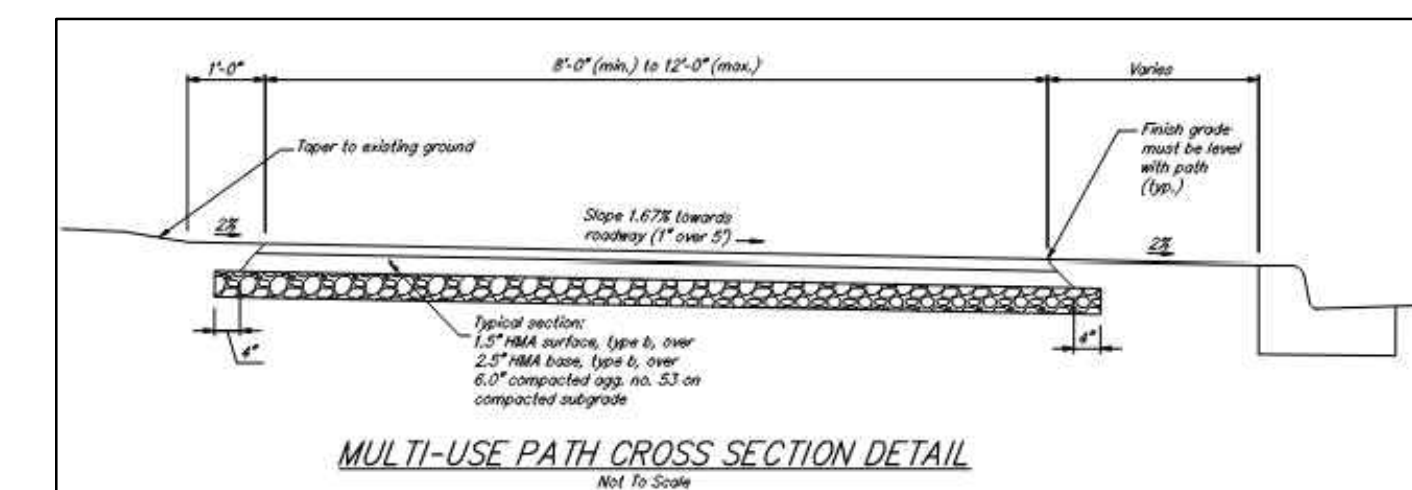 1'-0"
8'-0" (min.) to 12'-0" (max.)
Varies
Taper to existing ground
Finish grade
must be level
with path
(typ.)
2%
Slope 1.67% towards
roadway (1" over 5')
2%
Typical section:
1.5" HMA surface, type b, over
2.5" HMA base, type b, over
6.0" compacted agg. no. 53 on
compacted subgrade
4"
4"
MULTI-USE PATH CROSS SECTION DETAIL
Not To Scale